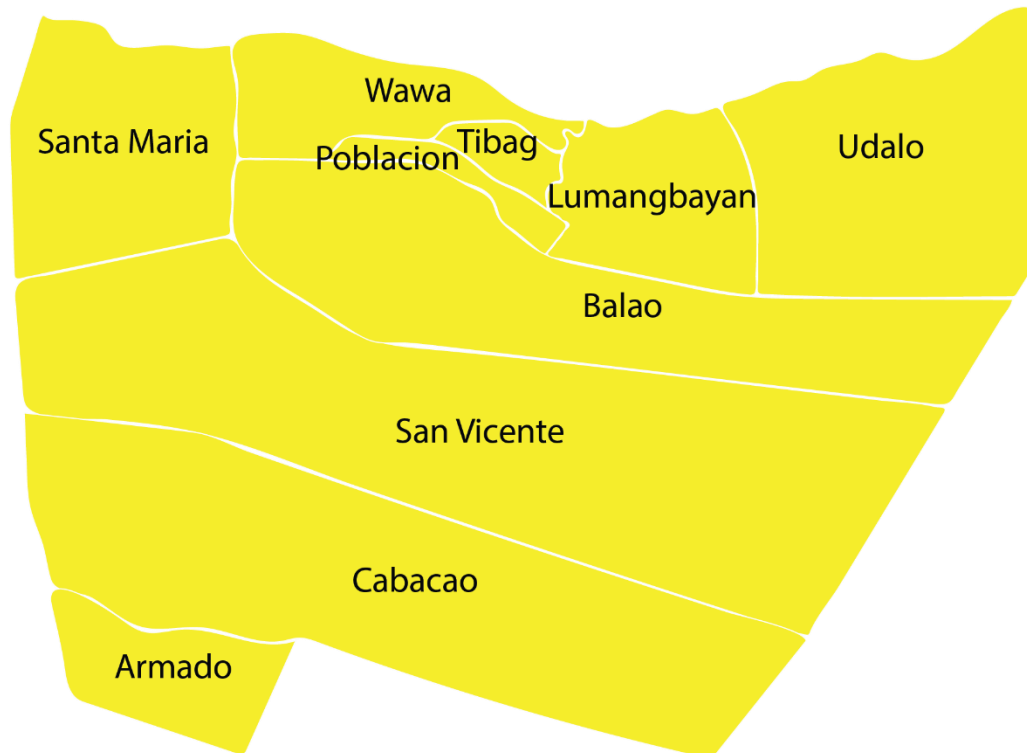 Wawa
Santa Maria
Tibag
Udalo
Poblacion
Lumangbayan
Balao
San Vicente
Cabacao
Armado